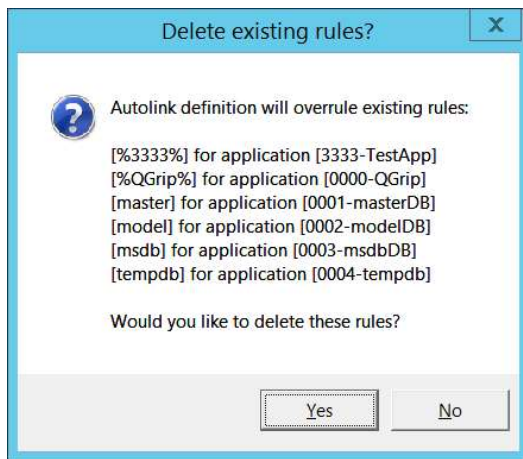 Delete existing rules?
X
?
Autolink definition will overrule existing rules:
[%3333%] for application [3333-TestApp]
[%QGrip%] for application [0000-QGrip]
[master] for application [0001-masterDB]
[model] for application [0002-modelDB]
[msdb] for application [0003-msdbDB]
[tempdb] for application [0004-tempdb]
Would you like to delete these rules?
Yes
No